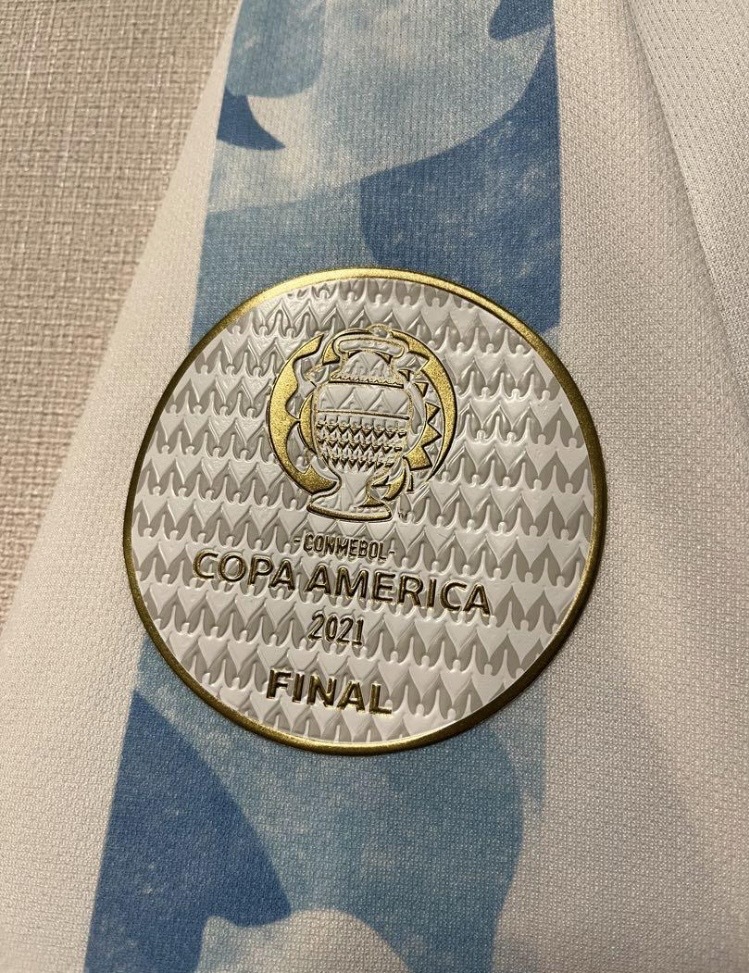 -CONMEBOL-
COPA AMERICA
2021
FINAL